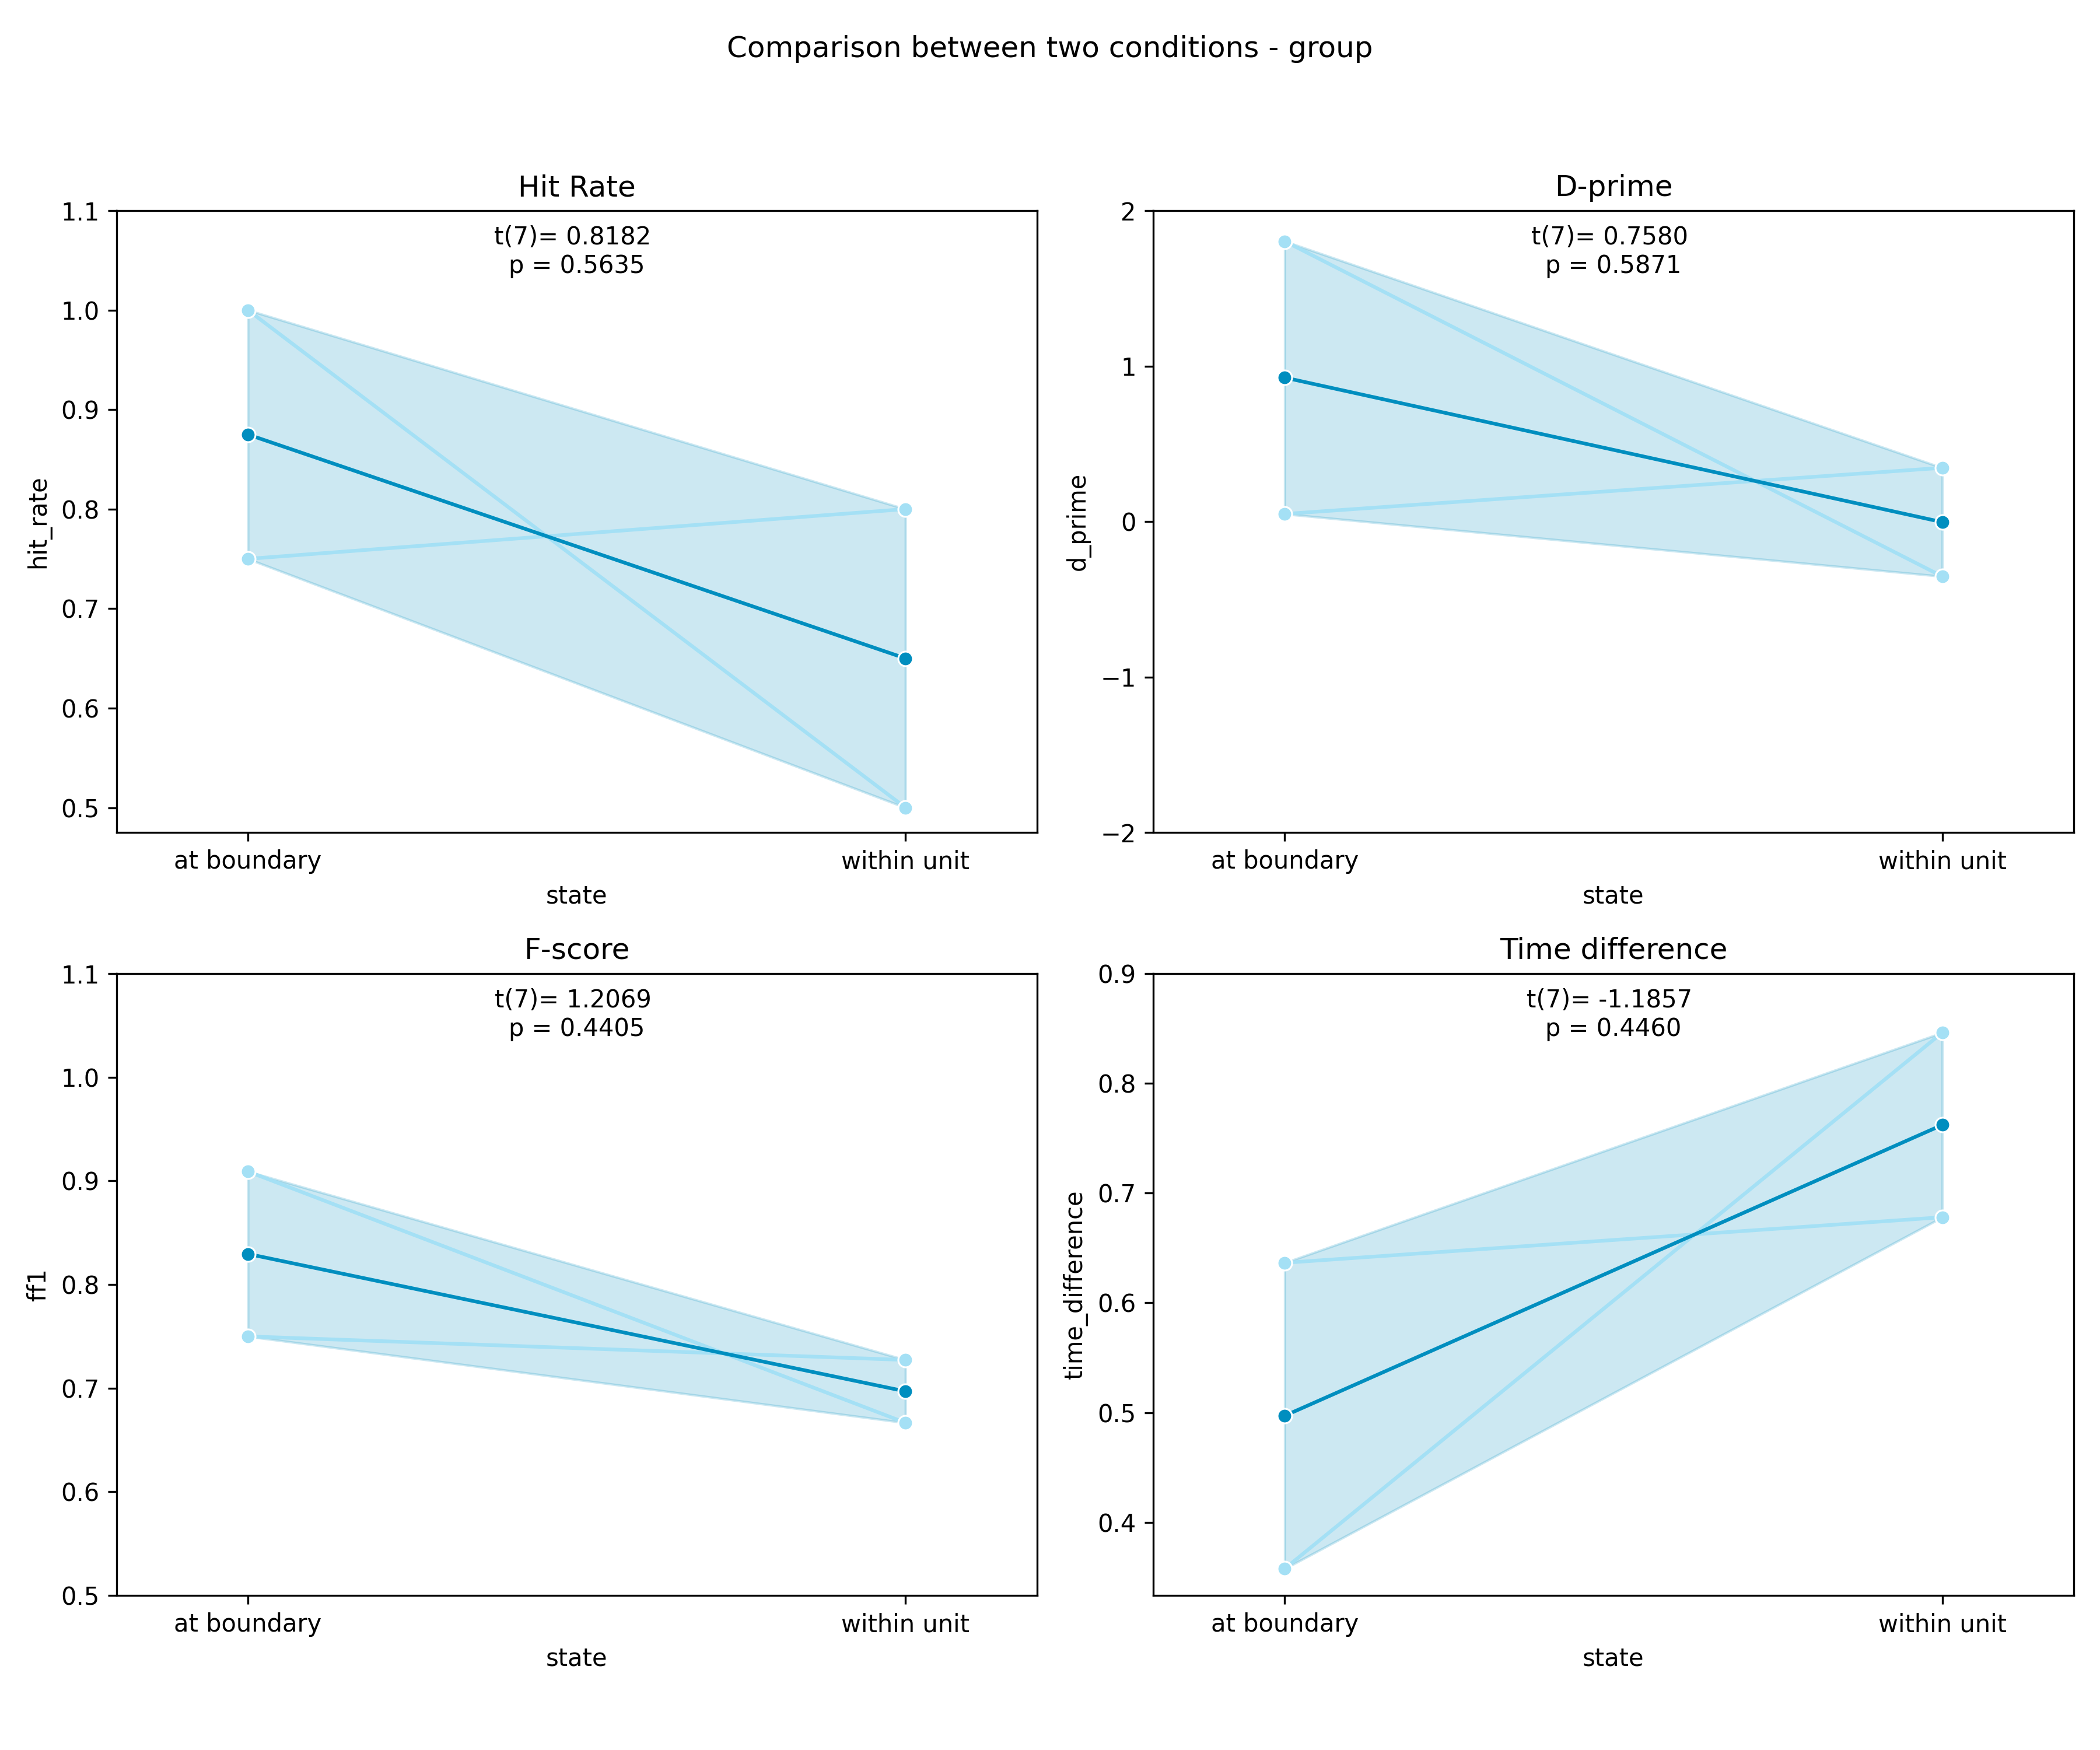 Comparison between two conditions - group
Hit Rate
t(7)= 0.8182
p = 0.5635
1.1
1.0
0.9
0.8
0.7
0.6
0.5
hit_rate
at boundary
within unit
state
D-prime
t(7)= 0.7580
p = 0.5871
2
1
0
−1
−2
d_prime
at boundary
within unit
state
F-score
t(7)= 1.2069
p = 0.4405
1.1
1.0
0.9
0.8
0.7
0.6
0.5
ff1
at boundary
within unit
state
Time difference
t(7)= -1.1857
p = 0.4460
0.9
0.8
0.7
0.6
0.5
0.4
time_difference
at boundary
within unit
state